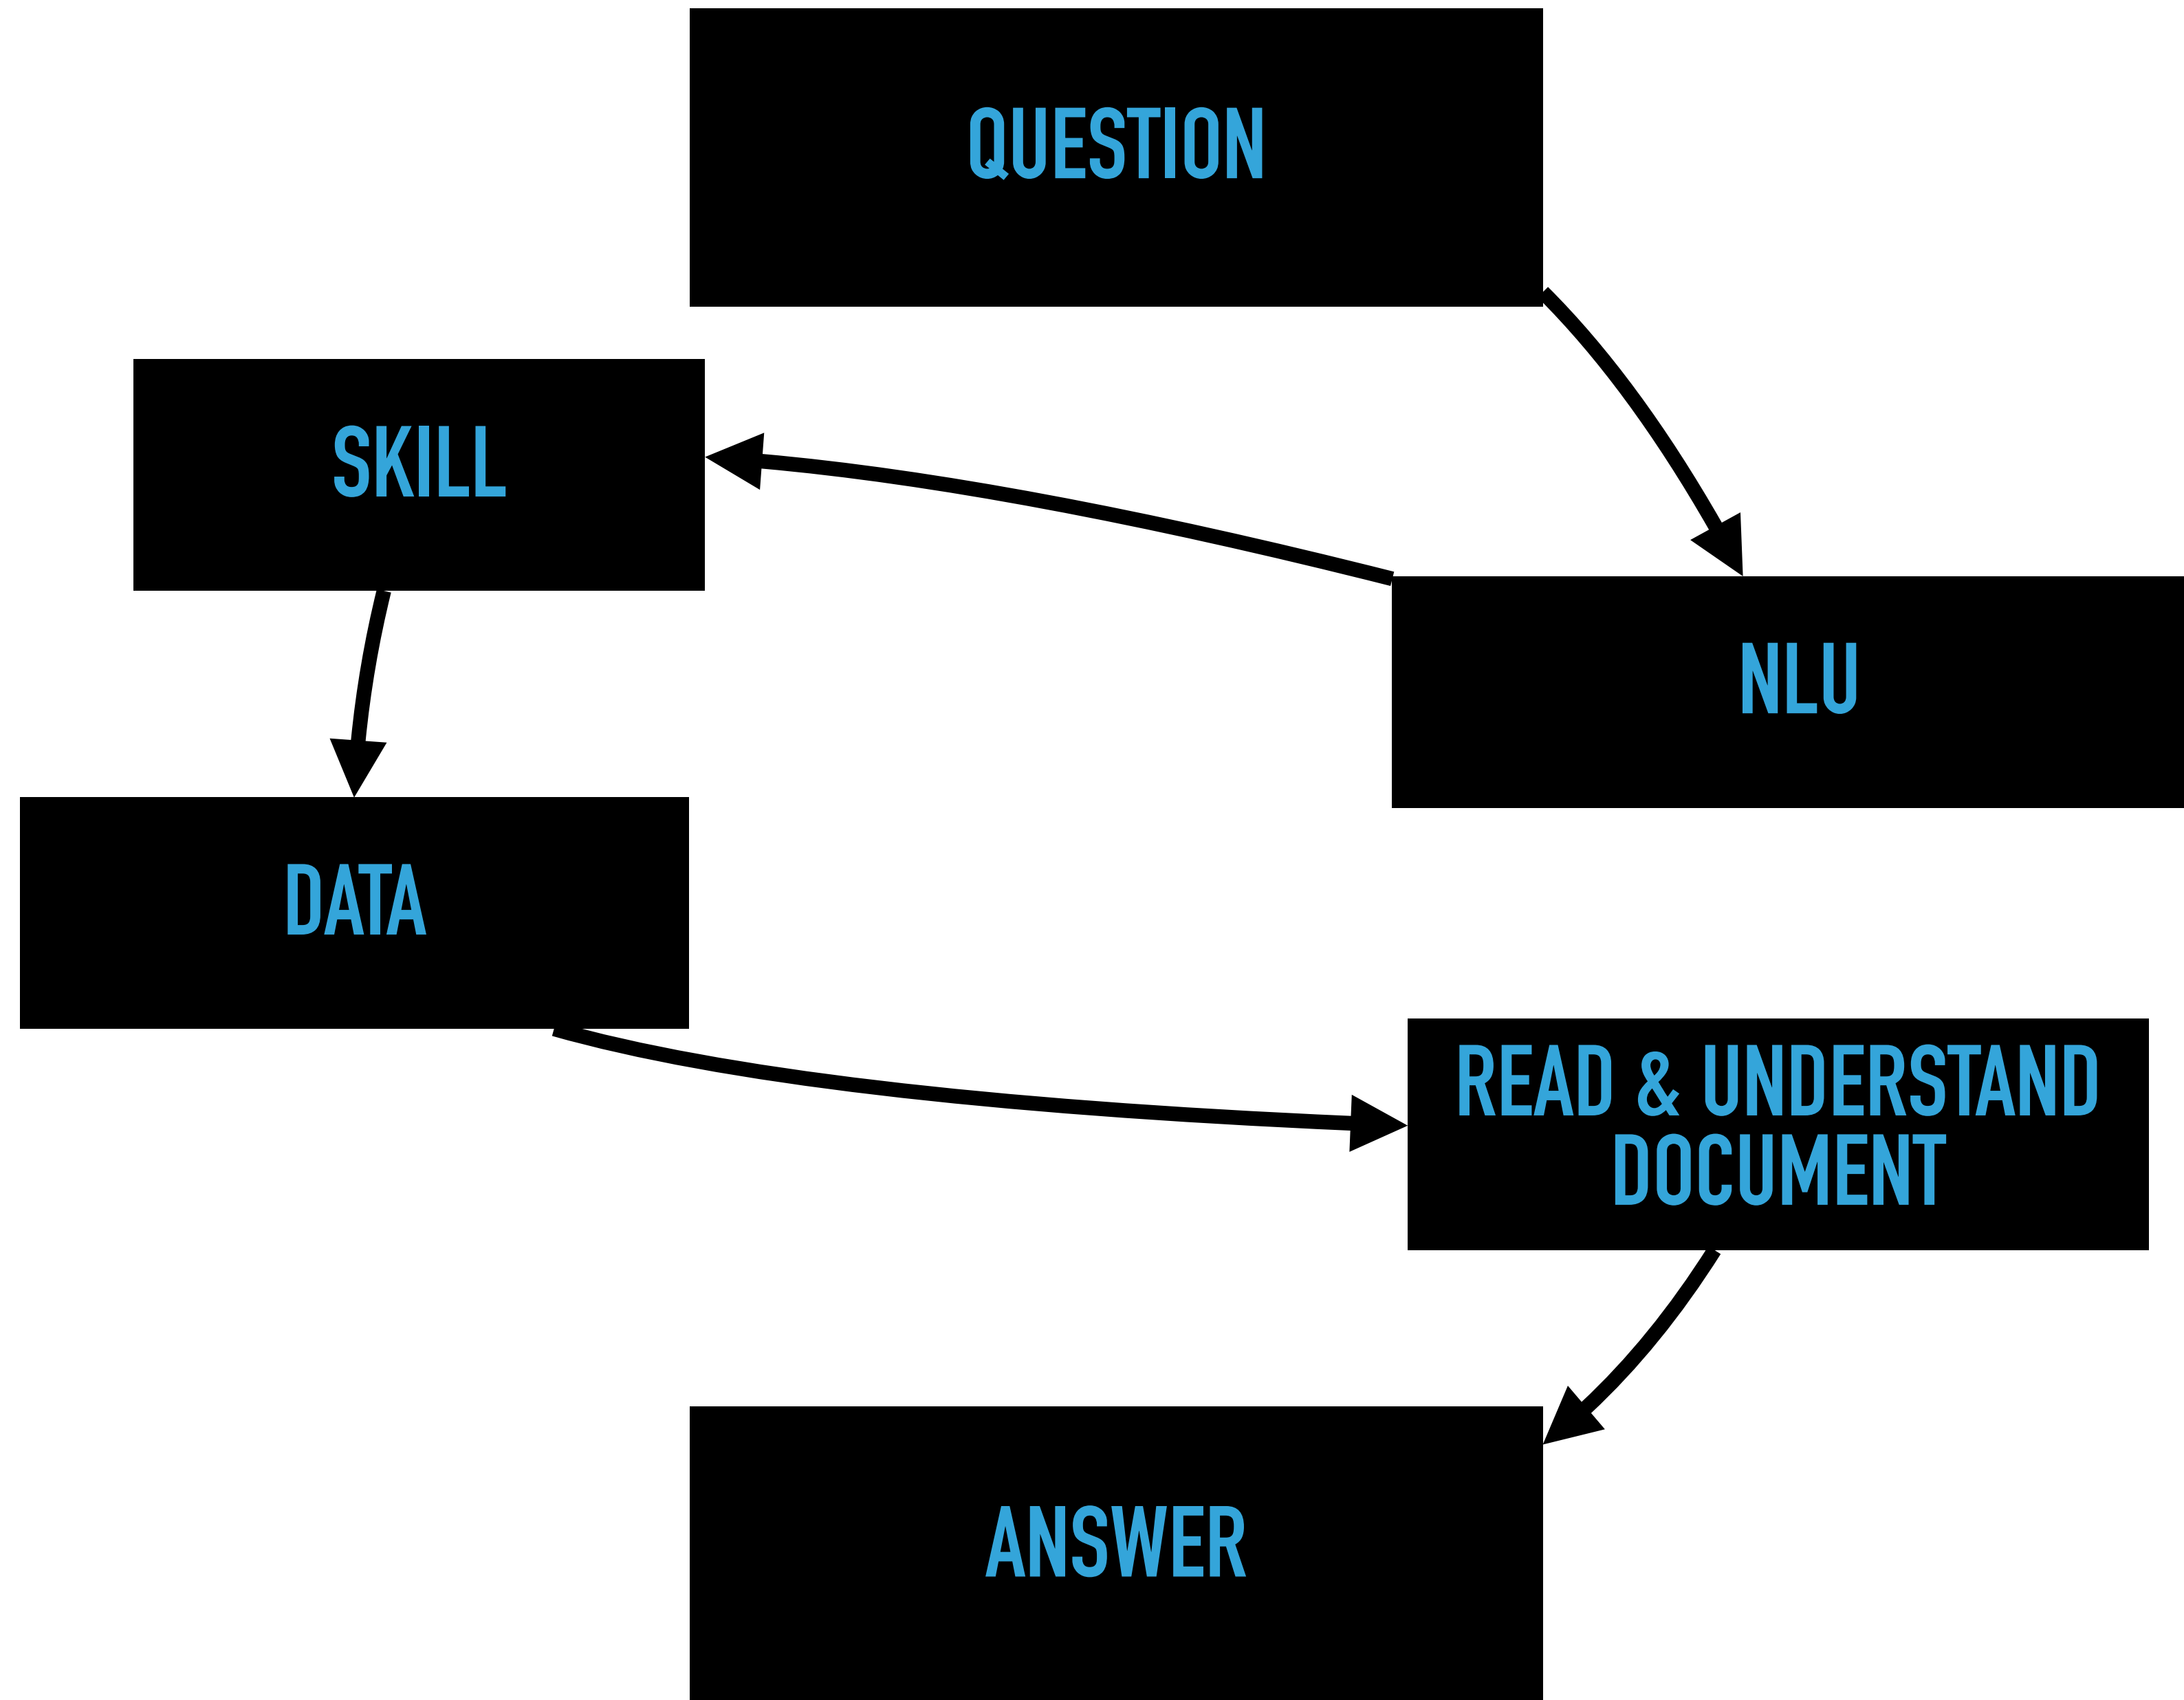 QUESTION
SKILL
NLU
DATA
READ & UNDERSTAND
DOCUMENT
ANSWER